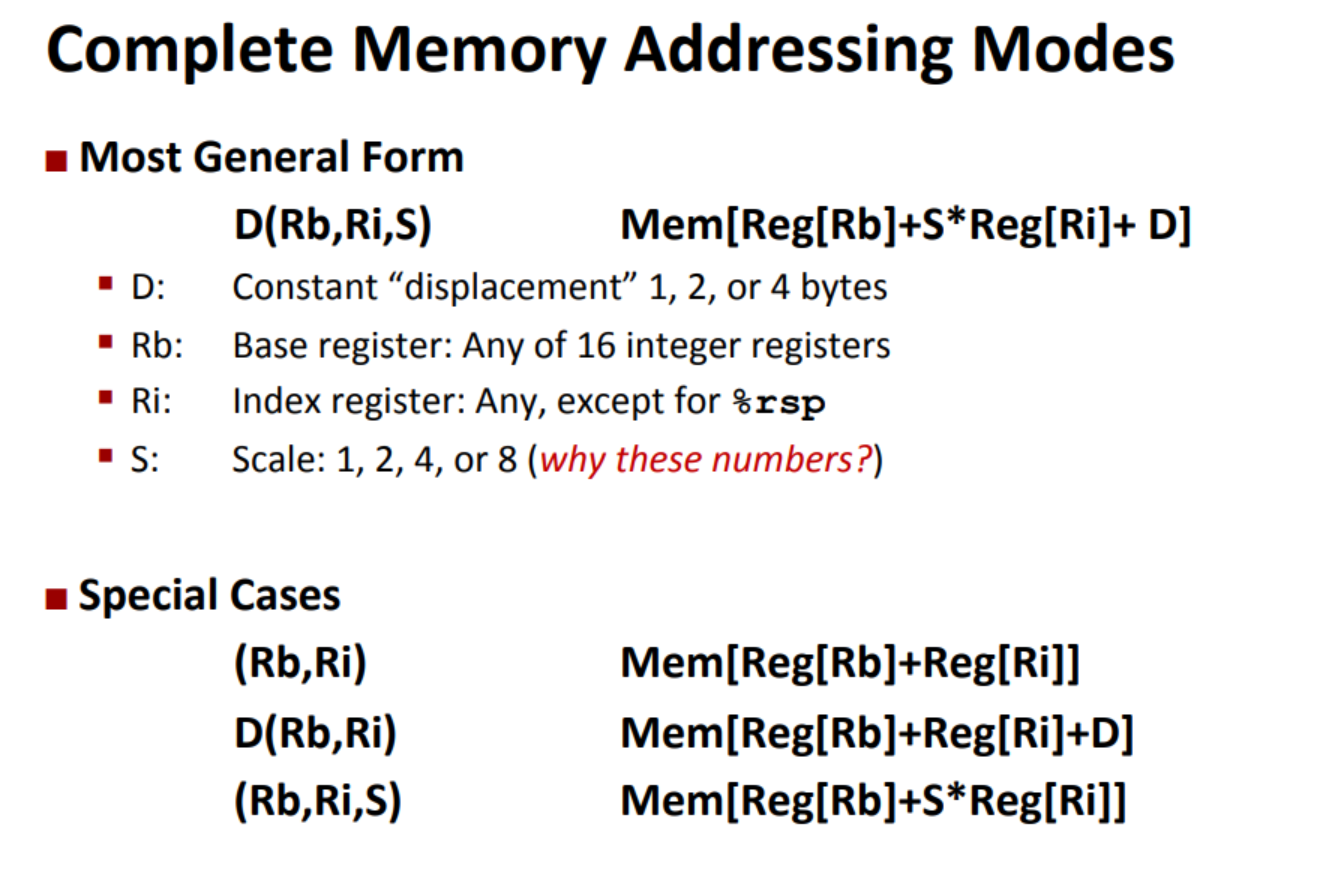 Complete Memory Addressing Modes
■ Most General Form
D(Rb,Ri,S) Mem[Reg[Rb]+S*Reg[Ri]+ D]
▪ D: Constant “displacement” 1, 2, or 4 bytes
▪ Rb: Base register: Any of 16 integer registers
▪ Ri: Index register: Any, except for %rsp
▪ S: Scale: 1, 2, 4, or 8 (why these numbers?)
■ Special Cases
(Rb,Ri) Mem[Reg[Rb]+Reg[Ri]]
D(Rb,Ri) Mem[Reg[Rb]+Reg[Ri]+D]
(Rb,Ri,S) Mem[Reg[Rb]+S*Reg[Ri]]